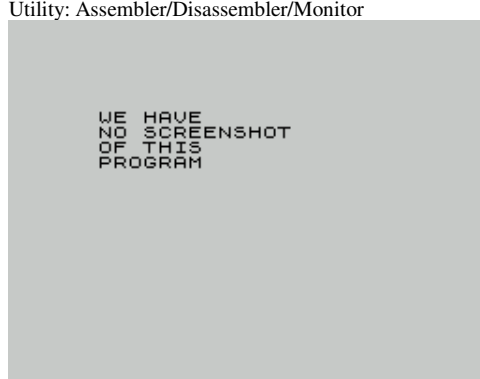 Utility: Assembler/Disassembler/Monitor
WE HAVE
NO SCREENSHOT
OF THIS
PROGRAM